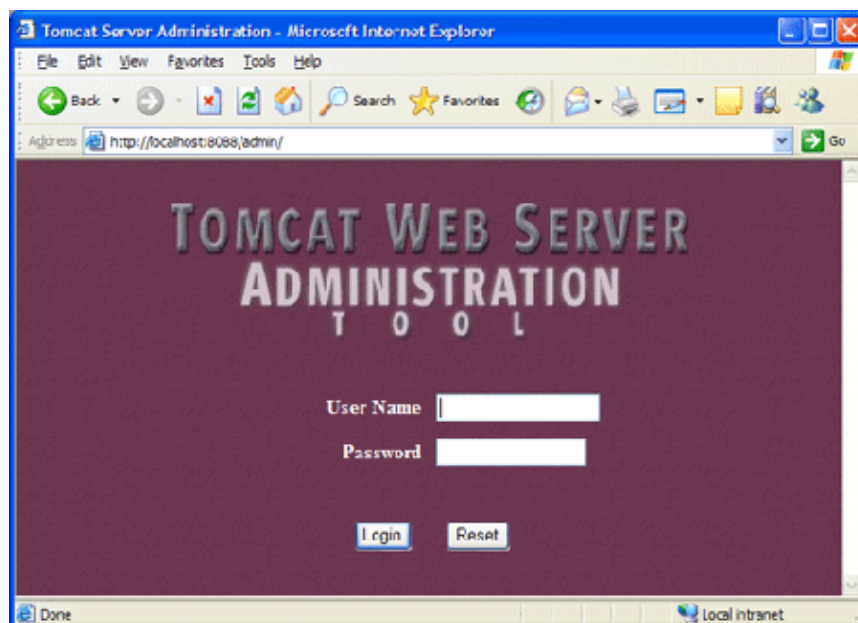 Tomcat Server Administration - Microsoft Internet Explorer
File Edit View Favorites Tools Help
Back Search Favorites
Address http://localhost:8088/admin/ Go
TOMCAT WEB SERVER
ADMINISTRATION
TOOL
User Name
Password
Login Reset
Done Local intranet